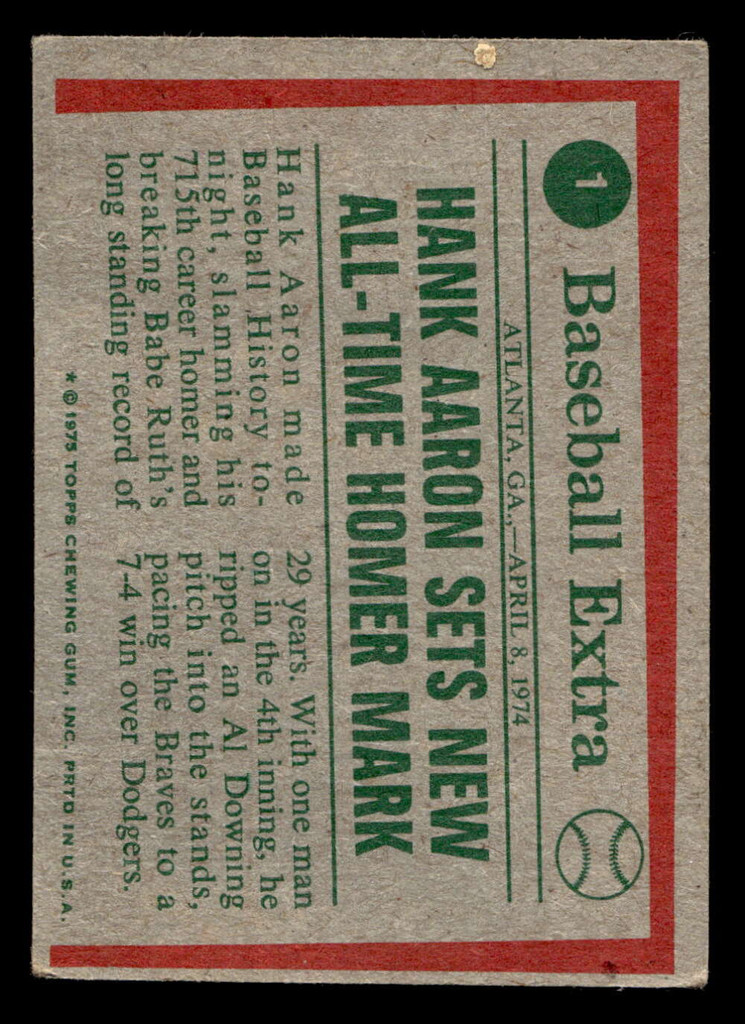 1 Baseball Extra
ATLANTA, GA.,—APRIL 8, 1974
HANK AARON SETS NEW
ALL-TIME HOMER MARK
Hank Aaron made
Baseball History to-
night, slamming his
715th career homer and
breaking Babe Ruth's
long standing record of
29 years. With one man
on in the 4th inning, he
ripped an Al Downing
pitch into the stands,
pacing the Braves to a
7-4 win over Dodgers.
* © 1975 TOPPS CHEWING GUM, INC. PRTD IN U.S.A.